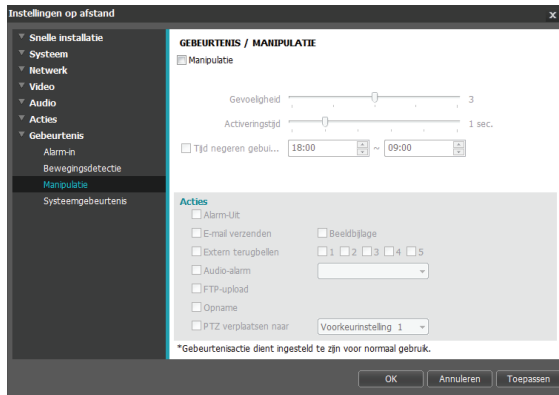 Instellingen op afstand x
Snelle installatie
Systeem
Netwerk
Video
Audio
Acties
Gebeurtenis
Alarm-in
Bewegingsdetectie
Manipulatie
Systeemgebeurtenis
GEBEURTENIS / MANIPULATIE
Manipulatie
Gevoeligheid 3
Activeringstijd 1 sec.
Tijd negeren gebui... 18:00 ~ 09:00
Acties
Alarm-Uit
E-mail verzenden Beeldbijlage
Extern terugbellen 1 2 3 4 5
Audio-alarm
FTP-upload
Opname
PTZ verplaatsen naar Voorkeurinstelling 1
*Gebeurtenisactie dient ingesteld te zijn voor normaal gebruik.
OK Annuleren Toepassen